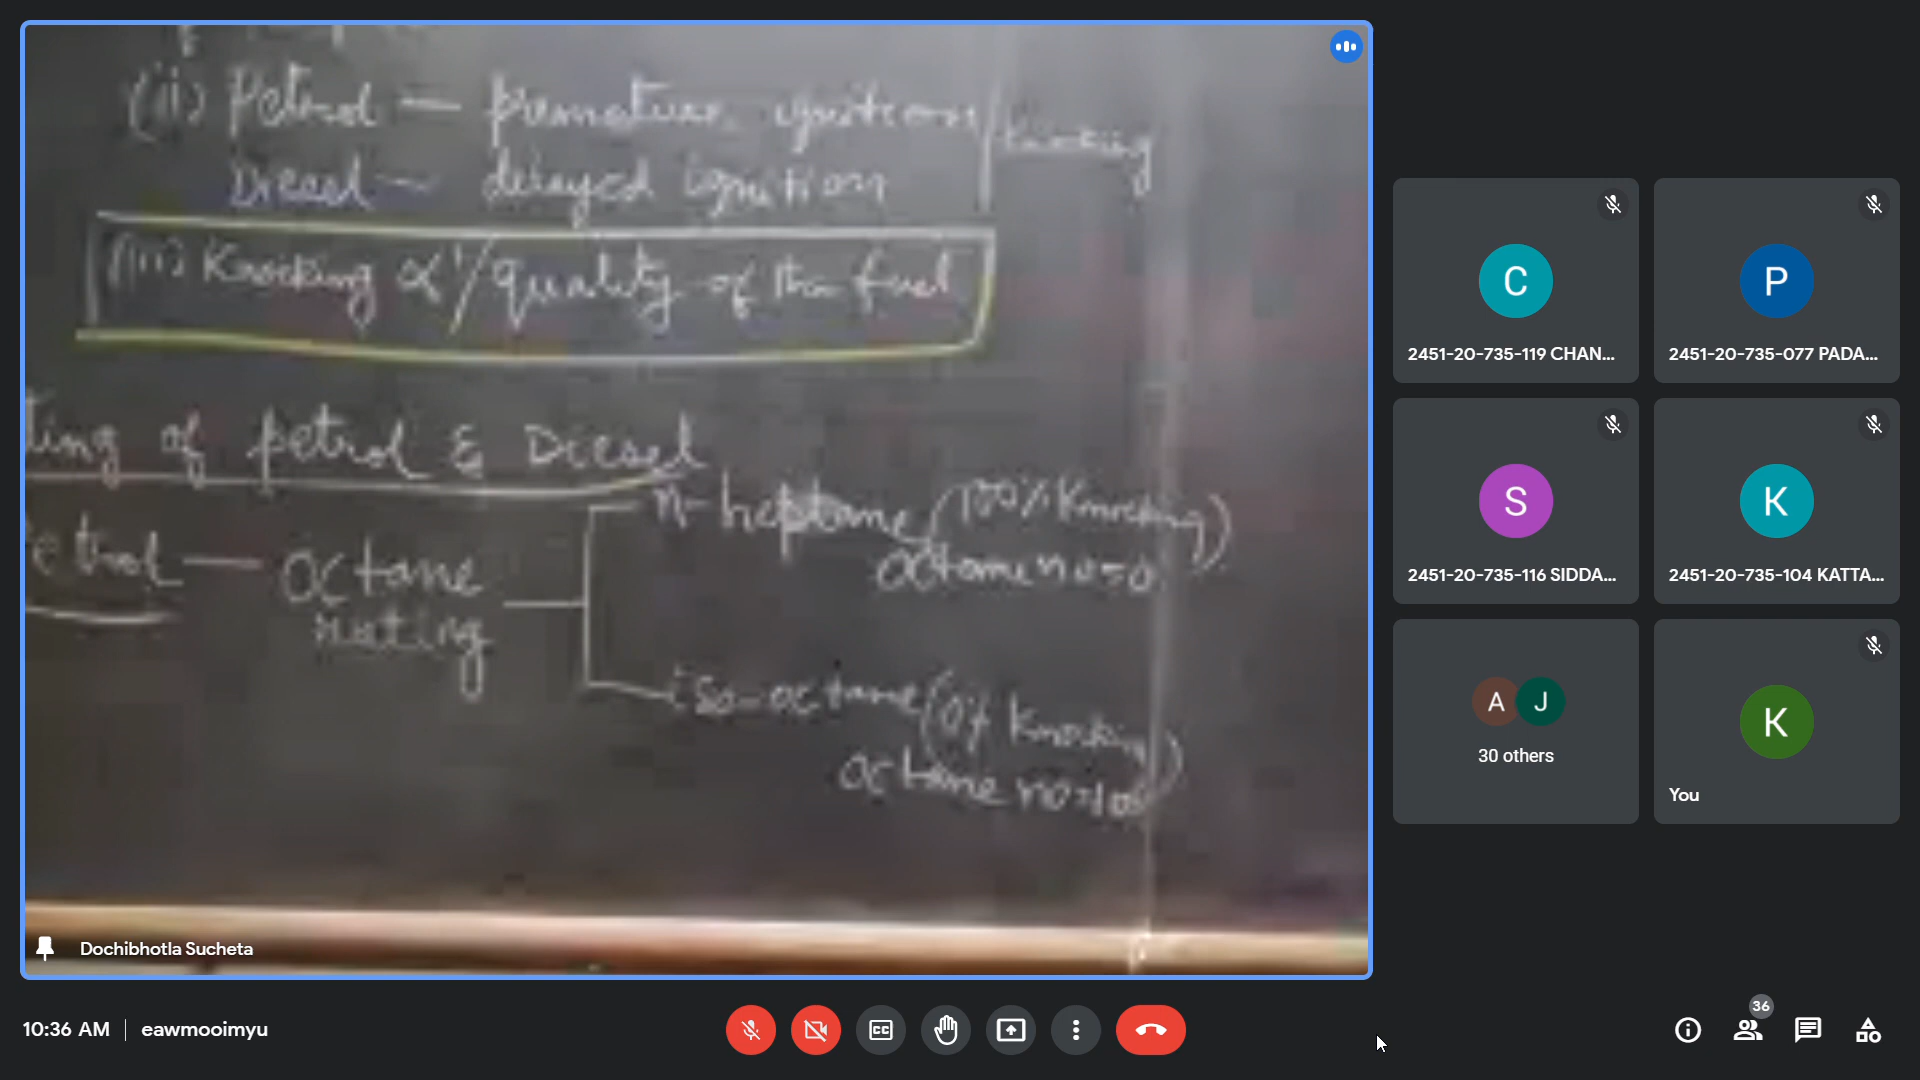 (ii) Petrol — premature ignition
Knocking
Diesel — delayed ignition
(iii) Knocking α 1/quality of the fuel
ting of petrol & Diesel
n-heptane (100% Knocking)
octane no=0
etrol — octane
rating
iso-octane (0% Knocking)
octane no=100
Dochibhotla Sucheta
C
2451-20-735-119 CHAN...
P
2451-20-735-077 PADA...
S
2451-20-735-116 SIDDA...
K
2451-20-735-104 KATTA...
A J
30 others
K
You
10:36 AM | eawmooimyu
CC
36